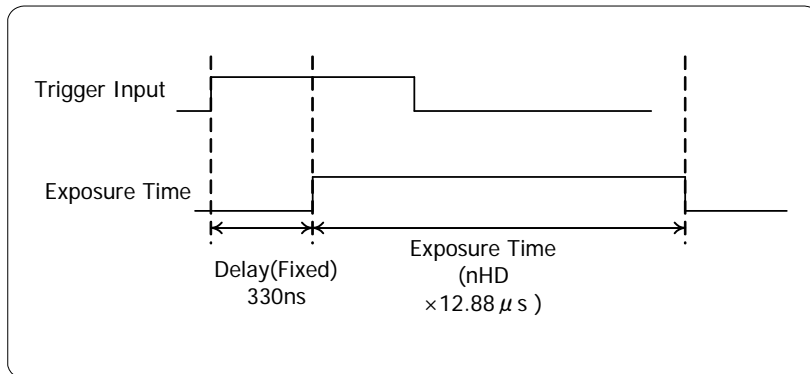 Trigger Input
Exposure Time
Delay(Fixed)
330ns
Exposure Time
(nHD
×12.88μs)